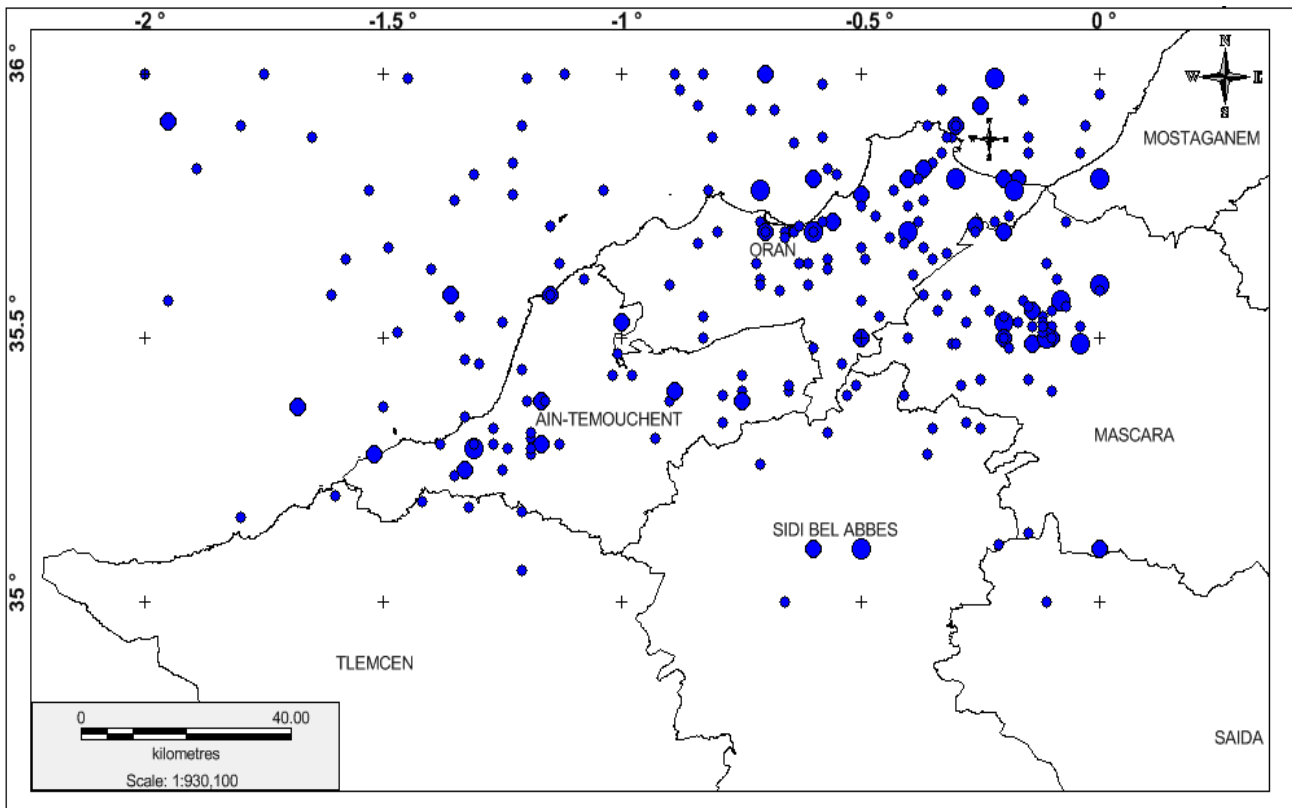 -2 ° -1.5 ° -1 ° -0.5 ° 0 °
36 °
N
W E
S
MOSTAGANEM
ORAN
35.5 °
AIN-TEMOUCHENT
MASCARA
SIDI BEL ABBES
35 °
TLEMCEN
0 40.00
kilometres
Scale: 1:930,100
SAIDA